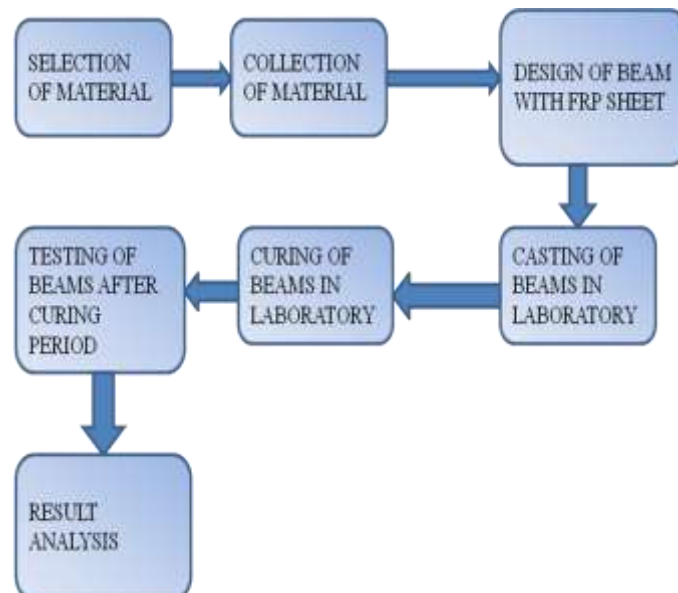 SELECTION
OF MATERIAL
COLLECTION
OF MATERIAL
DESIGN OF BEAM
WITH FRP SHEET
CASTING OF
BEAMS IN
LABORATORY
CURING OF
BEAMS IN
LABORATORY
TESTING OF
BEAMS AFTER
CURING
PERIOD
RESULT
ANALYSIS